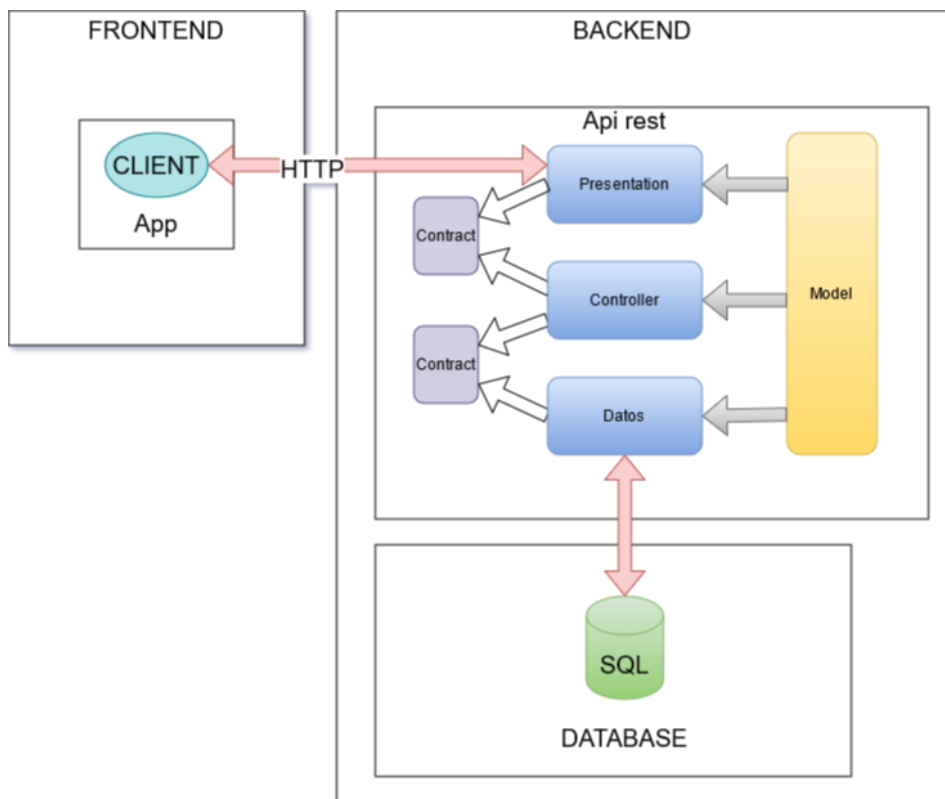 FRONTEND
BACKEND
Api rest
CLIENT
App
HTTP
Presentation
Contract
Controller
Model
Contract
Datos
SQL
DATABASE